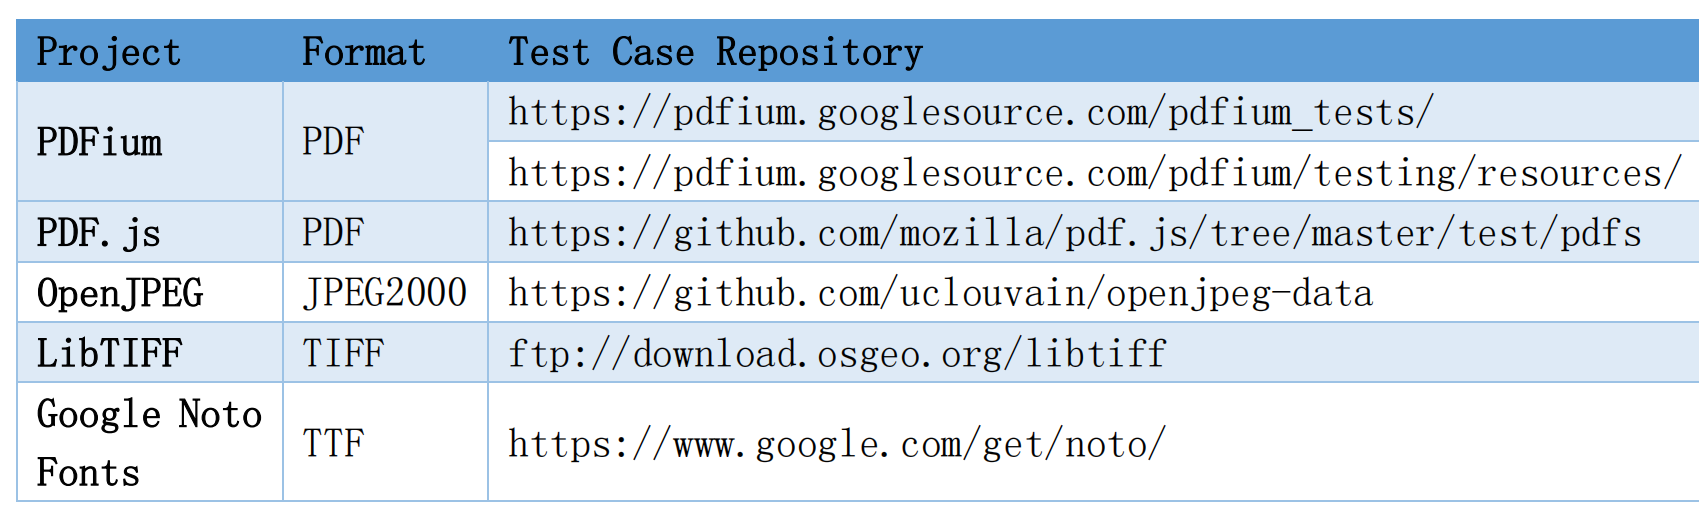 Project Format Test Case Repository
PDFium PDF https://pdfium.googlesource.com/pdfium_tests/
https://pdfium.googlesource.com/pdfium/testing/resources/
PDF.js PDF https://github.com/mozilla/pdf.js/tree/master/test/pdfs
OpenJPEG JPEG2000 https://github.com/uclouvain/openjpeg-data
LibTIFF TIFF ftp://download.osgeo.org/libtiff
Google Noto
Fonts TTF https://www.google.com/get/noto/